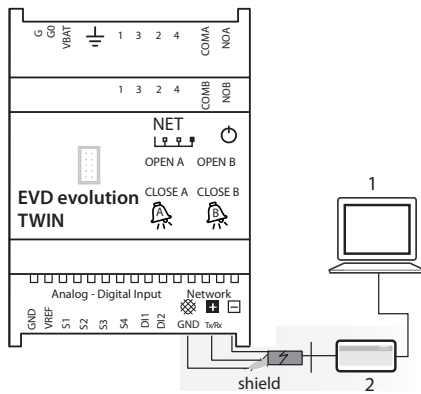 G G0 VBAT 1 3 2 4 COMA NOA
1 3 2 4 COMB NOB
NET
OPEN A OPEN B
CLOSE A CLOSE B
A B
EVD evolution
TWIN
Analog - Digital Input Network
GND VREF S1 S2 S3 S4 DI1 DI2 GND Tx/Rx
shield
1
2